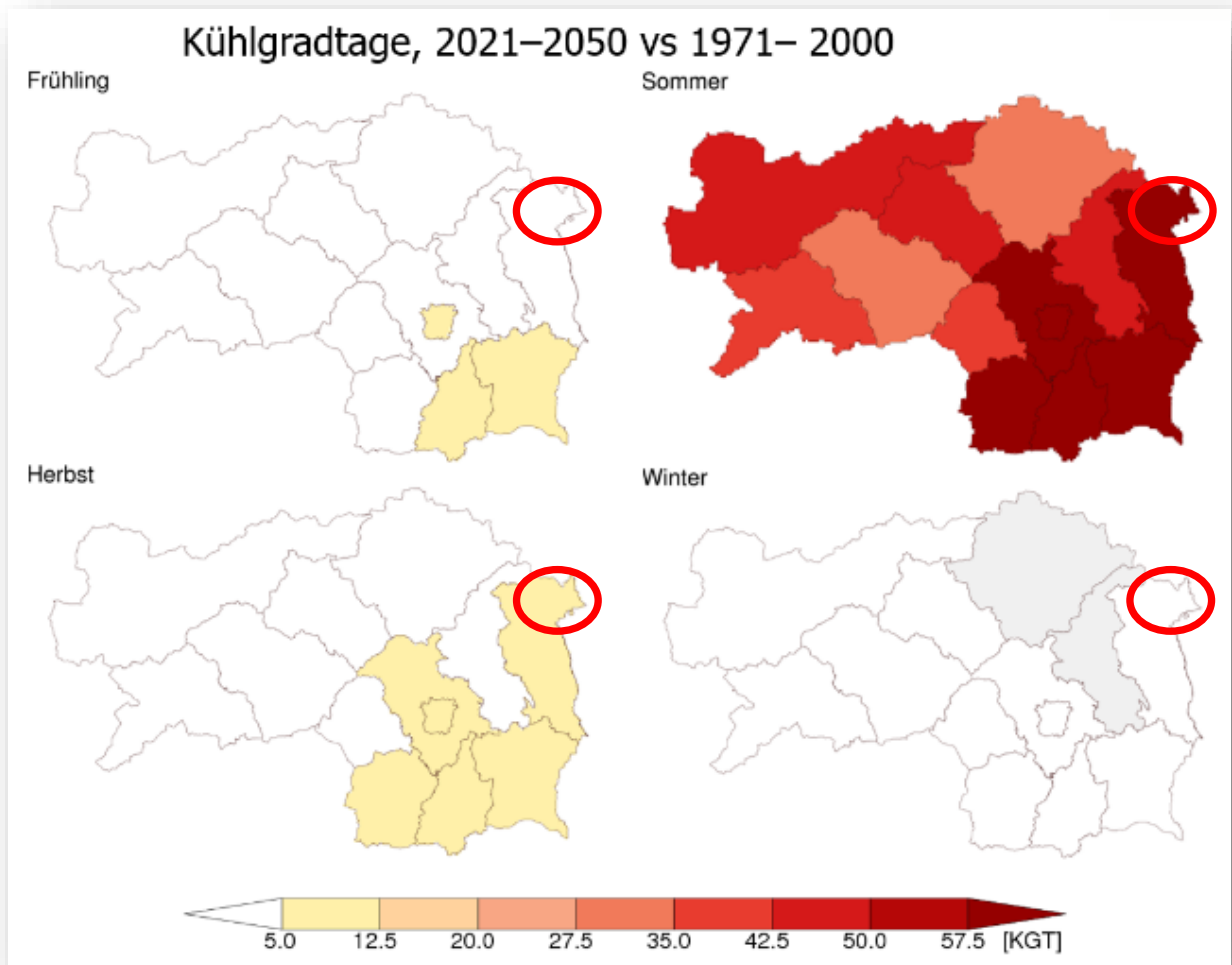 Kühlgradtage, 2021–2050 vs 1971– 2000
Frühling
Sommer
Herbst
Winter
5.0 12.5 20.0 27.5 35.0 42.5 50.0 57.5 [KGT]